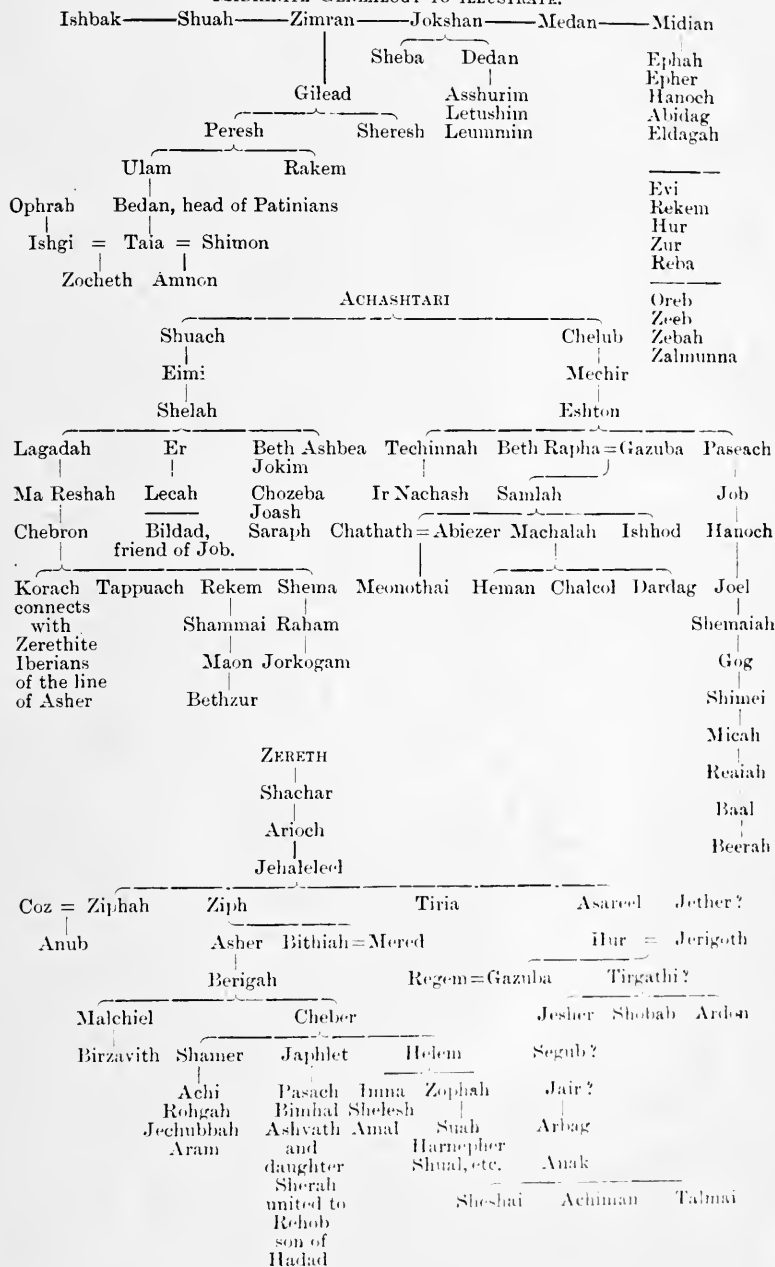 Ishbak Shuah Zimran Jokshan Medan Midian
Sheba Dedan Ephah
Epher
Gilead Asshurim Hanoch
Letushim Abidag
Peresh Sheresh Leummim Eldagah
Ulam Rakem
Evi
Ophrah Bedan, head of Patinians Rekem
Hur
Ishgi = Taia = Shimon Zur
Reba
Zocheth Amnon
ACHASHTARI Oreb
Zeeb
Shuach Chelub Zebah
Zalmunna
Eimi Mechir
Shelah Eshton
Lagadah Er Beth Ashbea Techinnah Beth Rapha = Gazuba Paseach
Jokim
Ma Reshah Lecah Chozeba Ir Nachash Samlah Job
Joash
Chebron Bildad, Saraph Chathath = Abiezer Machalah Ishhod Hanoch
friend of Job.
Korach Tappuach Rekem Shema Meonothai Heman Chalcol Dardag Joel
connects
with Shammai Raham Shemaiah
Zerethite
Iberians Maon Jorkogam Gog
of the line
of Asher Bethzur Shimei
Micah
ZERETH
Reaiah
Shachar
Baal
Arioch
Beerah
Jehaleleel
Coz = Ziphah Ziph Tiria Asareel Jether?
Anub Asher Bithiah = Mered Hur = Jerigoth
Berigah Regem = Gazuba Tirgathi?
Malchiel Cheber Jesher Shobab Ardon
Birzavith Shamer Japhlet Helem Segub?
Achi Pasach Imna Zophah Jair?
Rohgah Bimhal Shelesh
Jechubbah Ashvath Amal Suah Arbag
Aram and Harnepher
daughter Shual, etc. Anak
Sherah
united to Sheshai Achiman Talmai
Rehob
son of
Hadad